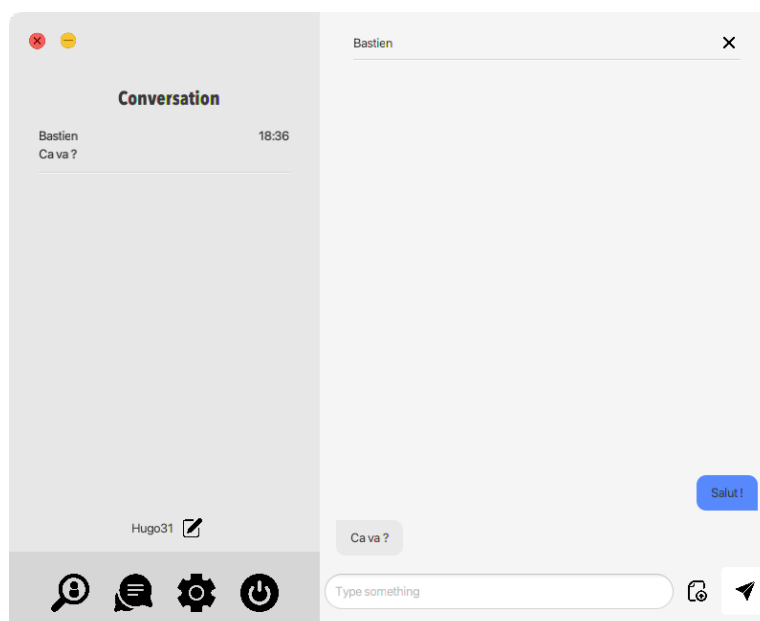 Conversation
Bastien 18:36
Ca va ?
Hugo31
Bastien
Salut !
Ca va ?
Type something